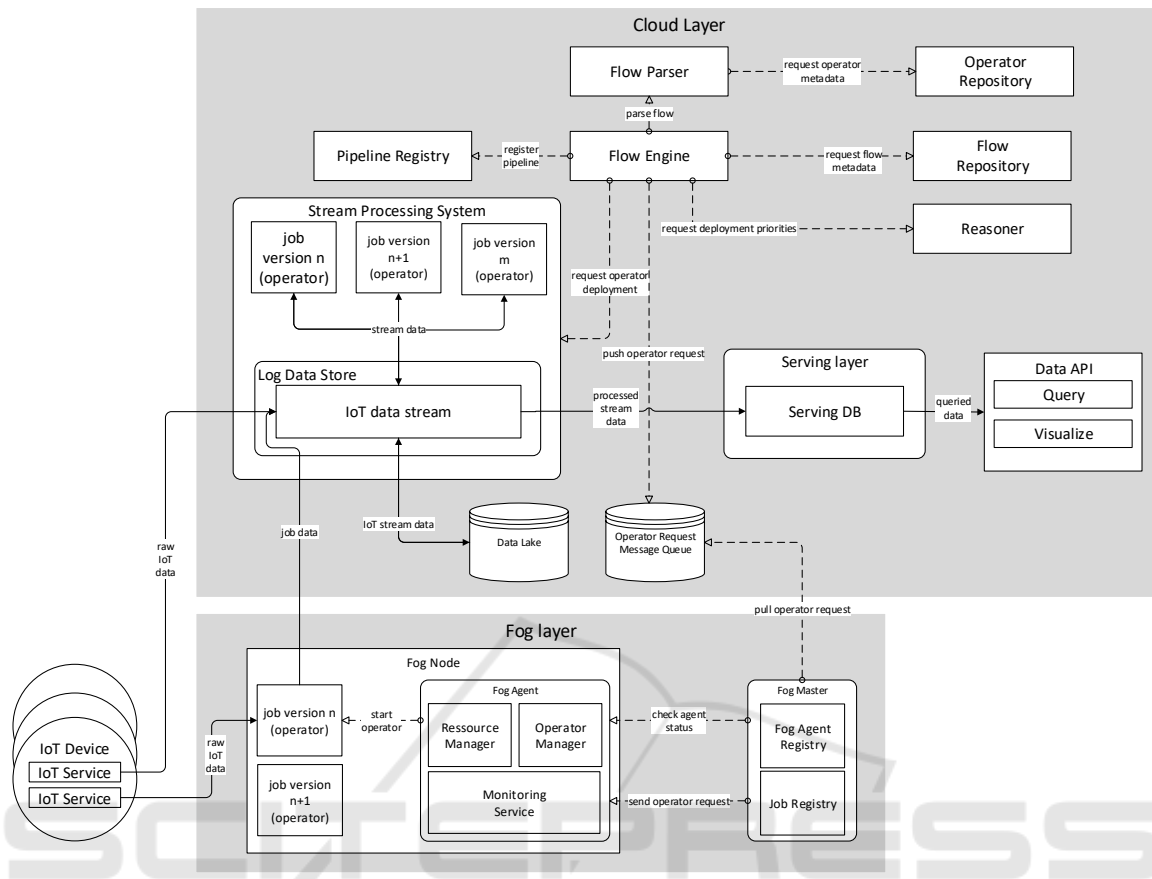 Cloud Layer
Flow Parser
request operator
metadata
Operator
Repository
parse flow
Pipeline Registry
register
pipeline
Flow Engine
request flow
metadata
Flow
Repository
Stream Processing System
job
version n
(operator)
job version
n+1
(operator)
job version
m
(operator)
request deployment priorities
Reasoner
request operator
deployment
stream data
push operator request
Log Data Store
IoT data stream
processed
stream
data
Serving layer
Serving DB
queried
data
Data API
Query
Visualize
job data
IoT stream data
Data Lake
Operator Request
Message Queue
raw
IoT
data
pull operator request
Fog layer
Fog Node
job version n
(operator)
start
operator
Fog Agent
Ressource
Manager
Operator
Manager
Monitoring
Service
check agent
status
send operator request
Fog Master
Fog Agent
Registry
Job Registry
job version
n+1
(operator)
raw
IoT
data
IoT Device
IoT Service
IoT Service
SCITEPRESS